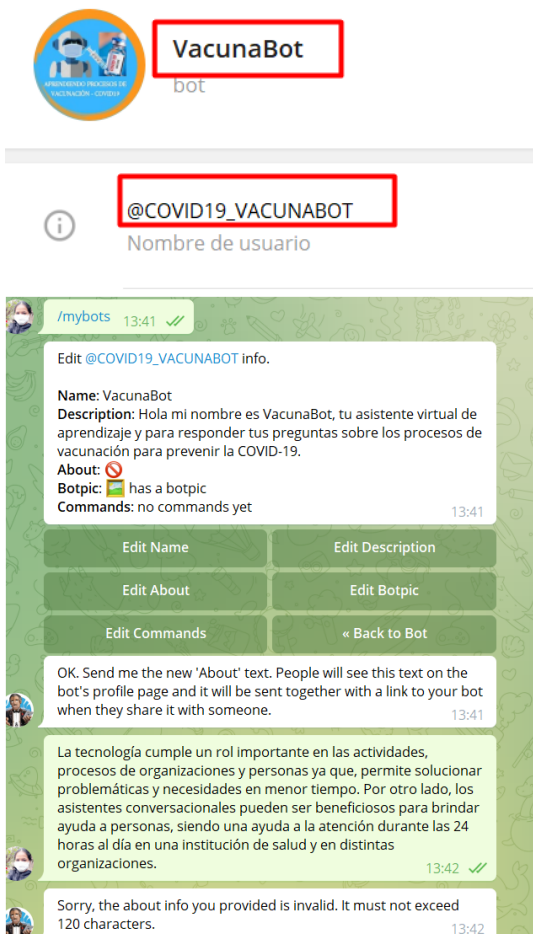 APRENDIENDO PROCESOS DE
VACUNACIÓN - COVID19
VacunaBot
bot
@COVID19_VACUNABOT
Nombre de usuario
/mybots 13:41
Edit @COVID19_VACUNABOT info.
Name: VacunaBot
Description: Hola mi nombre es VacunaBot, tu asistente virtual de
aprendizaje y para responder tus preguntas sobre los procesos de
vacunación para prevenir la COVID-19.
About: 🚫
Botpic: 🖼 has a botpic
Commands: no commands yet
13:41
Edit Name
Edit Description
Edit About
Edit Botpic
Edit Commands
« Back to Bot
OK. Send me the new 'About' text. People will see this text on the
bot's profile page and it will be sent together with a link to your bot
when they share it with someone.
13:41
La tecnología cumple un rol importante en las actividades,
procesos de organizaciones y personas ya que, permite solucionar
problemáticas y necesidades en menor tiempo. Por otro lado, los
asistentes conversacionales pueden ser beneficiosos para brindar
ayuda a personas, siendo una ayuda a la atención durante las 24
horas al día en una institución de salud y en distintas
organizaciones.
13:42
Sorry, the about info you provided is invalid. It must not exceed
120 characters.
13:42